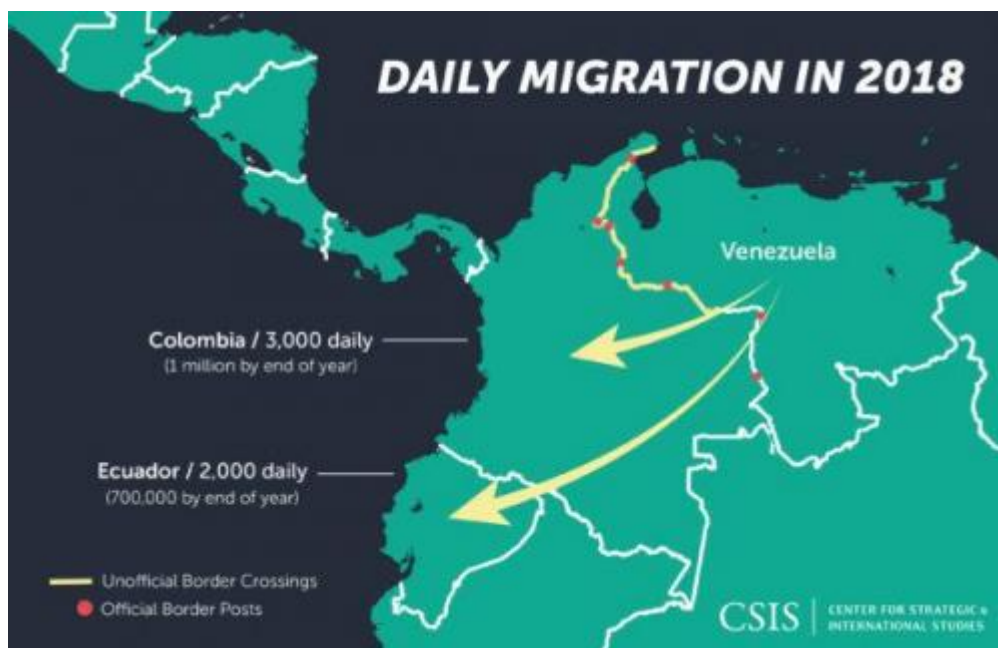 DAILY MIGRATION IN 2018
Venezuela
Colombia / 3,000 daily
(1 million by end of year)
Ecuador / 2,000 daily
(700,000 by end of year)
Unofficial Border Crossings
Official Border Posts
CSIS | CENTER FOR STRATEGIC &
INTERNATIONAL STUDIES